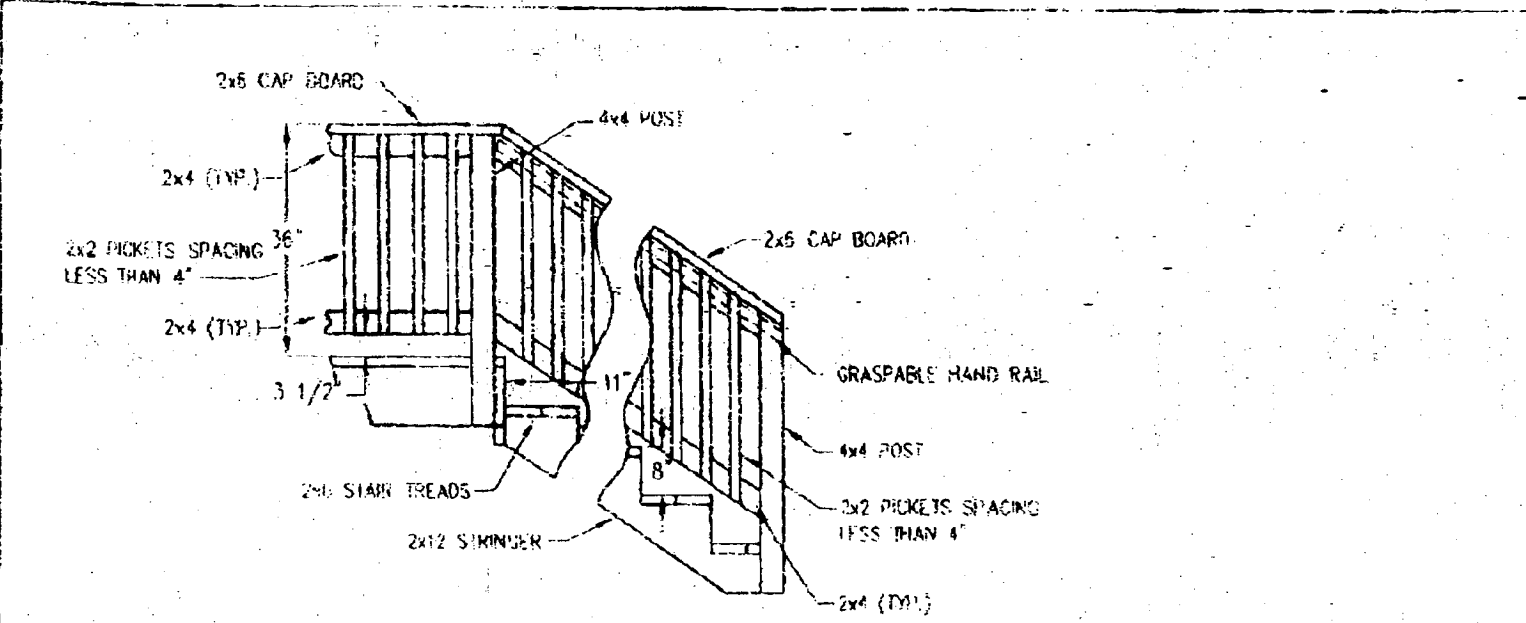 2x6 CAP BOARD
4x4 POST
2x4 (TYP.)
2x2 PICKETS SPACING
LESS THAN 4"
36"
2x6 CAP BOARD
2x4 (TYP.)
GRASPABLE HAND RAIL
3 1/2"
11"
4x4 POST
8"
2x6 STAIR TREADS
2x2 PICKETS SPACING
LESS THAN 4"
2x12 STRINGER
2x4 (TYP.)